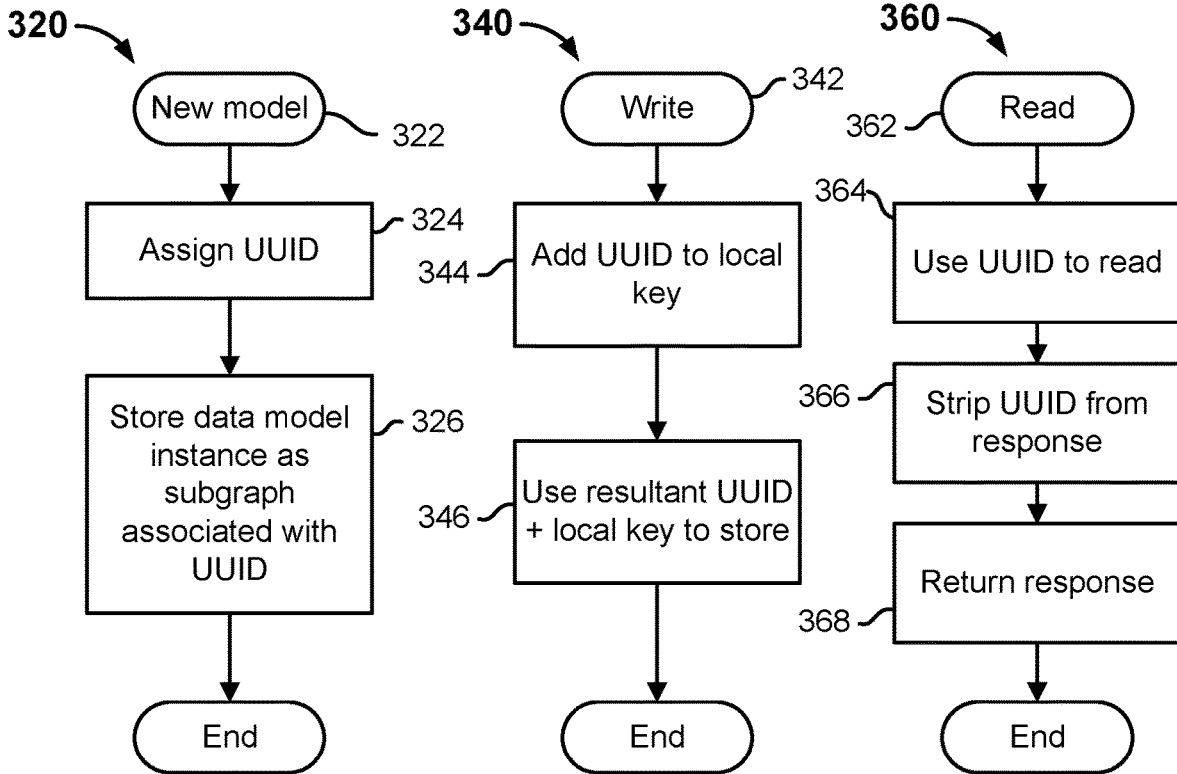 320
New model
322
Assign UUID
324
Store data model
instance as
subgraph
associated with
UUID
326
End
340
Write
342
Add UUID to local
key
344
Use resultant UUID
+ local key to store
346
End
360
Read
362
364
Use UUID to read
366
Strip UUID from
response
Return response
368
End